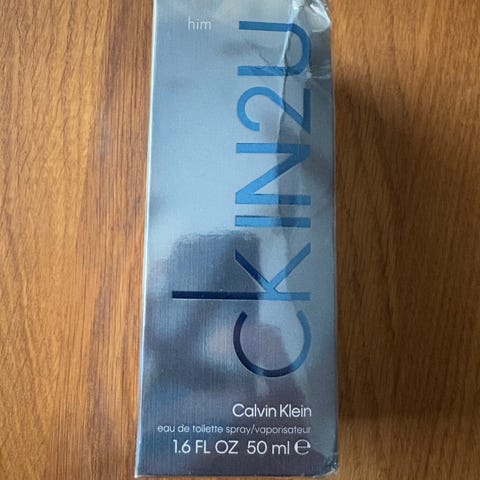 him
ckIN2U
Calvin Klein
eau de toilette spray/vaporisateur
1.6 FL OZ 50 ml ℮